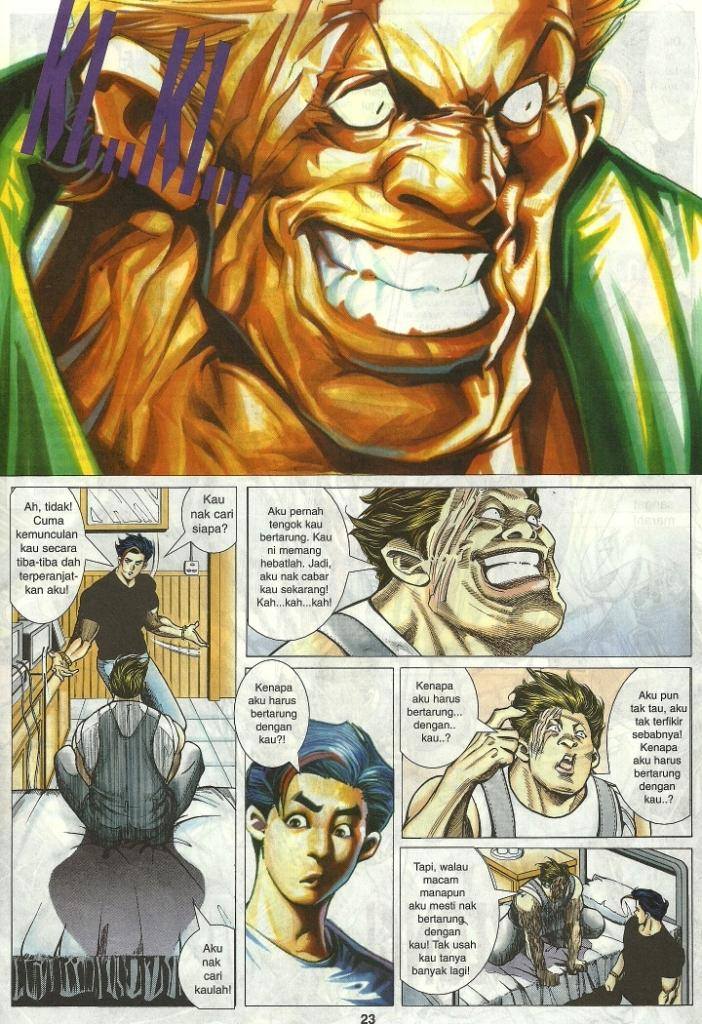 KI...KI...
Ah, tidak!
Cuma
kemunculan
kau secara
tiba-tiba dah
terperanjat-
kan aku!
Kau
nak cari
siapa?
Aku
nak cari
kaulah!
Aku pernah
tengok kau
bertarung. Kau
ni memang
hebatlah. Jadi,
aku nak cabar
kau sekarang!
Kah...kah...kah!
Kenapa
aku harus
bertarung
dengan
kau?!
Kenapa
aku harus
bertarung...
dengan..
kau..?
Aku pun
tak tau, aku
tak terfikir
sebabnya!
Kenapa
aku harus
bertarung
dengan
kau..?
Tapi, walau
macam
manapun
aku mesti nak
bertarung
dengan
kau! Tak usah
kau tanya
banyak lagi!
23